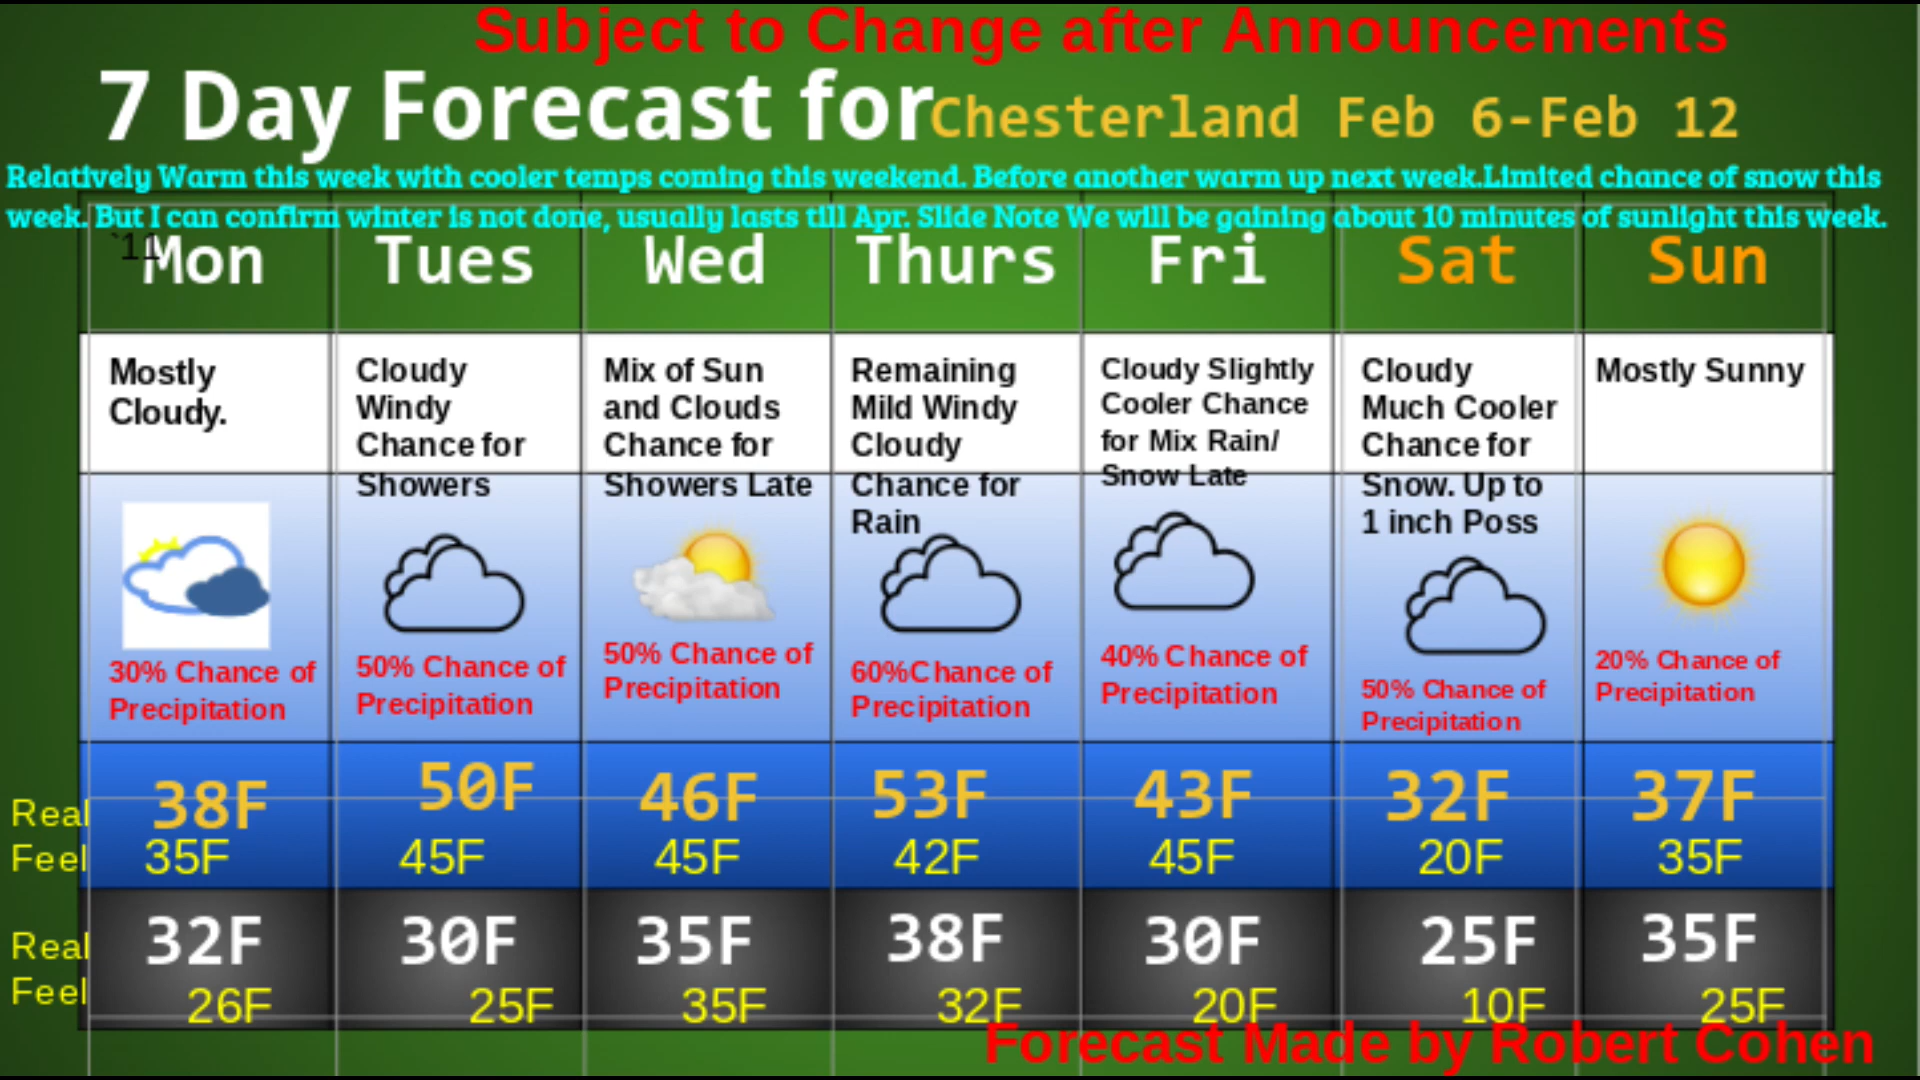 Subject to Change after Announcements
7 Day Forecast for Chesterland Feb 6-Feb 12
Relatively Warm this week with cooler temps coming this weekend. Before another warm up next week.Limited chance of snow this
week. But I can confirm winter is not done, usually lasts till Apr. Slide Note We will be gaining about 10 minutes of sunlight this week.
`11
Mon Tues Wed Thurs Fri Sat Sun
Mostly
Cloudy.
Cloudy
Windy
Chance for
Showers
Mix of Sun
and Clouds
Chance for
Showers Late
Remaining
Mild Windy
Cloudy
Chance for
Rain
Cloudy Slightly
Cooler Chance
for Mix Rain/
Snow Late
Cloudy
Much Cooler
Chance for
Snow. Up to
1 inch Poss
Mostly Sunny
30% Chance of
Precipitation
50% Chance of
Precipitation
50% Chance of
Precipitation
60%Chance of
Precipitation
40% Chance of
Precipitation
50% Chance of
Precipitation
20% Chance of
Precipitation
38F 50F 46F 53F 43F 32F 37F
Real
Feel 35F 45F 45F 42F 45F 20F 35F
32F 30F 35F 38F 30F 25F 35F
Real
Feel 26F 25F 35F 32F 20F 10F 25F
Forecast Made by Robert Cohen